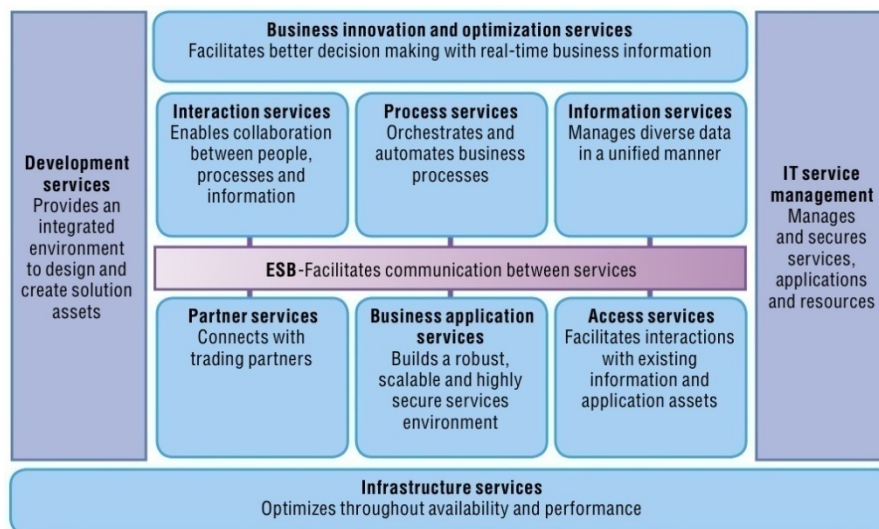 Business innovation and optimization services
Facilitates better decision making with real-time business information
Development
services
Provides an
integrated
environment
to design and
create solution
assets
Interaction services
Enables collaboration
between people,
processes and
information
Process services
Orchestrates and
automates business
processes
Information services
Manages diverse data
in a unified manner
IT service
management
Manages
and secures
services,
applications
and resources
ESB-Facilitates communication between services
Partner services
Connects with
trading partners
Business application
services
Builds a robust,
scalable and highly
secure services
environment
Access services
Facilitates interactions
with existing
information and
application assets
Infrastructure services
Optimizes throughout availability and performance